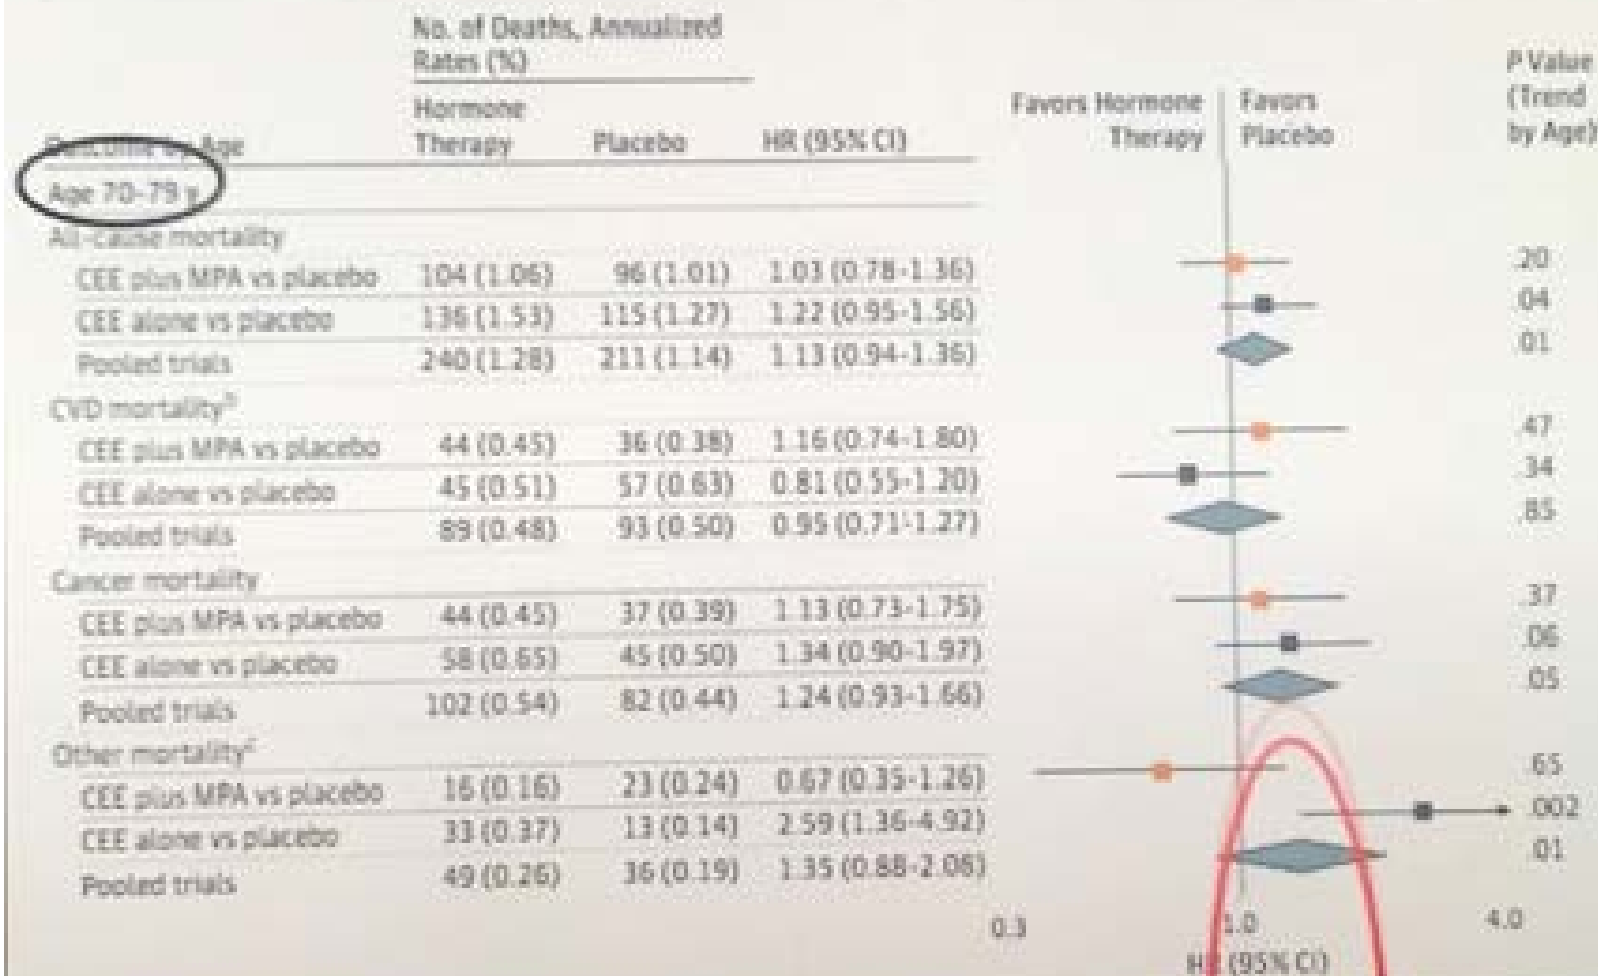 No. of Deaths, Annualized
Rates (%)
Hormone
Therapy
Placebo
HR (95% CI)
Favors Hormone
Therapy
Favors
Placebo
P Value
(Trend
by Age)
Outcome by Age
Age 70-79 y
All-cause mortality
CEE plus MPA vs placebo 104 (1.06) 96 (1.01) 1.03 (0.78-1.36) .20
CEE alone vs placebo 136 (1.53) 115 (1.27) 1.22 (0.95-1.56) .04
Pooled trials 240 (1.28) 211 (1.14) 1.13 (0.94-1.36) .01
CVD mortalityᵇ
CEE plus MPA vs placebo 44 (0.45) 36 (0.38) 1.16 (0.74-1.80) .47
CEE alone vs placebo 45 (0.51) 57 (0.63) 0.81 (0.55-1.20) .34
Pooled trials 89 (0.48) 93 (0.50) 0.95 (0.71-1.27) .85
Cancer mortality
CEE plus MPA vs placebo 44 (0.45) 37 (0.39) 1.13 (0.73-1.75) .37
CEE alone vs placebo 58 (0.65) 45 (0.50) 1.34 (0.90-1.97) .06
Pooled trials 102 (0.54) 82 (0.44) 1.24 (0.93-1.66) .05
Other mortalityᶜ
CEE plus MPA vs placebo 16 (0.16) 23 (0.24) 0.67 (0.35-1.26) .65
CEE alone vs placebo 33 (0.37) 13 (0.14) 2.59 (1.36-4.92) .002
Pooled trials 49 (0.26) 36 (0.19) 1.35 (0.88-2.06) .01
0.3 1.0 4.0
HR (95% CI)